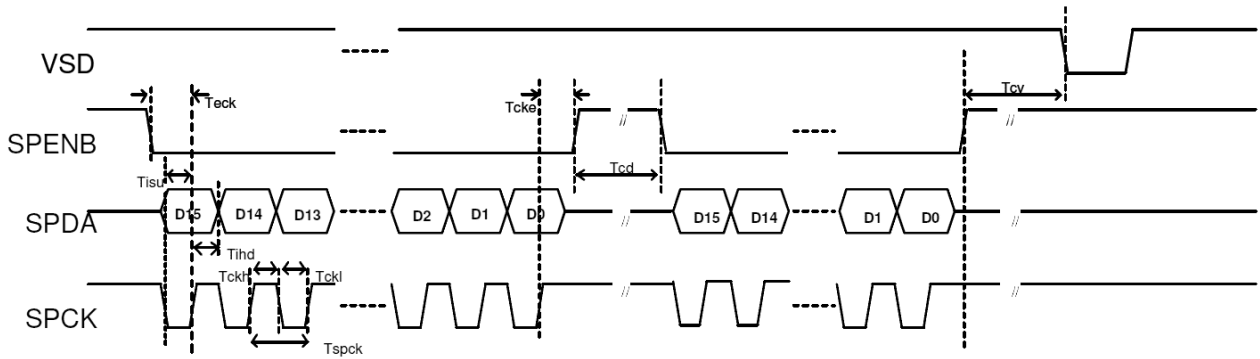 VSD
Teck
Tcke
Tcv
SPENB
//
//
Tisu
Tcd
SPDA
D15
D14
D13
D2
D1
D0
//
D15
D14
D1
D0
//
Tihd
Tckh
Tckl
SPCK
//
//
Tspck